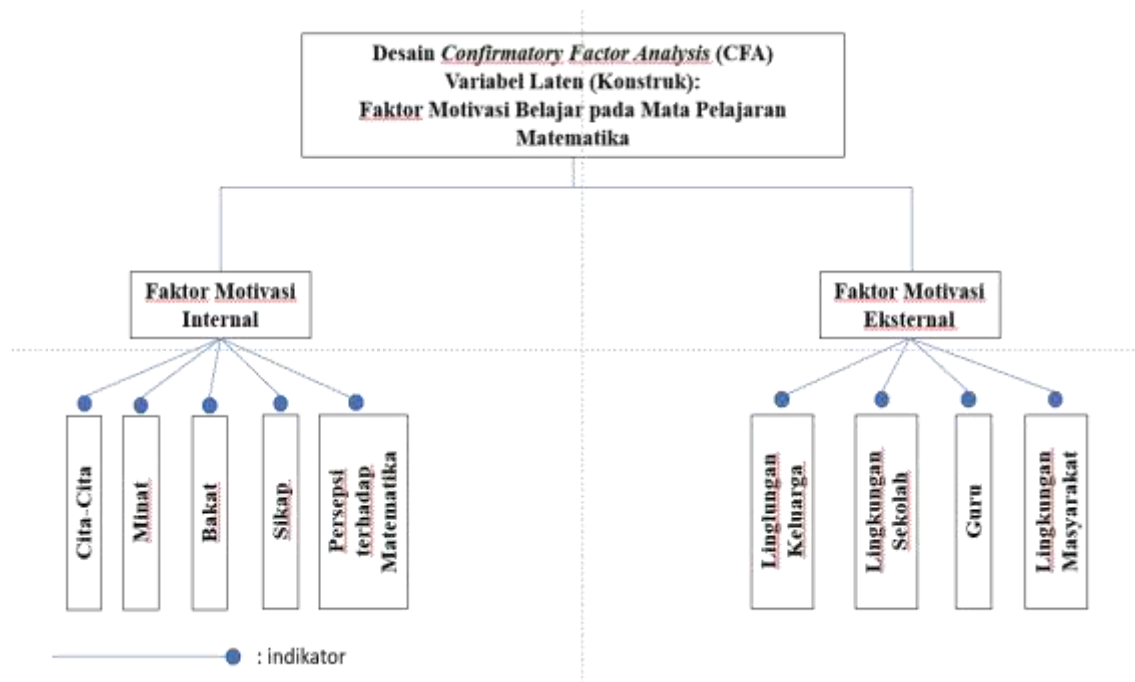 Desain Confirmatory Factor Analysis (CFA)
Variabel Laten (Konstruk):
Faktor Motivasi Belajar pada Mata Pelajaran
Matematika
Faktor Motivasi
Internal
Faktor Motivasi
Eksternal
Cita-Cita
Minat
Bakat
Sikap
Persepsi
terhadap
Matematika
Linglungan
Keluarga
Lingkungan
Sekolah
Guru
Lingkungan
Masyarakat
: indikator